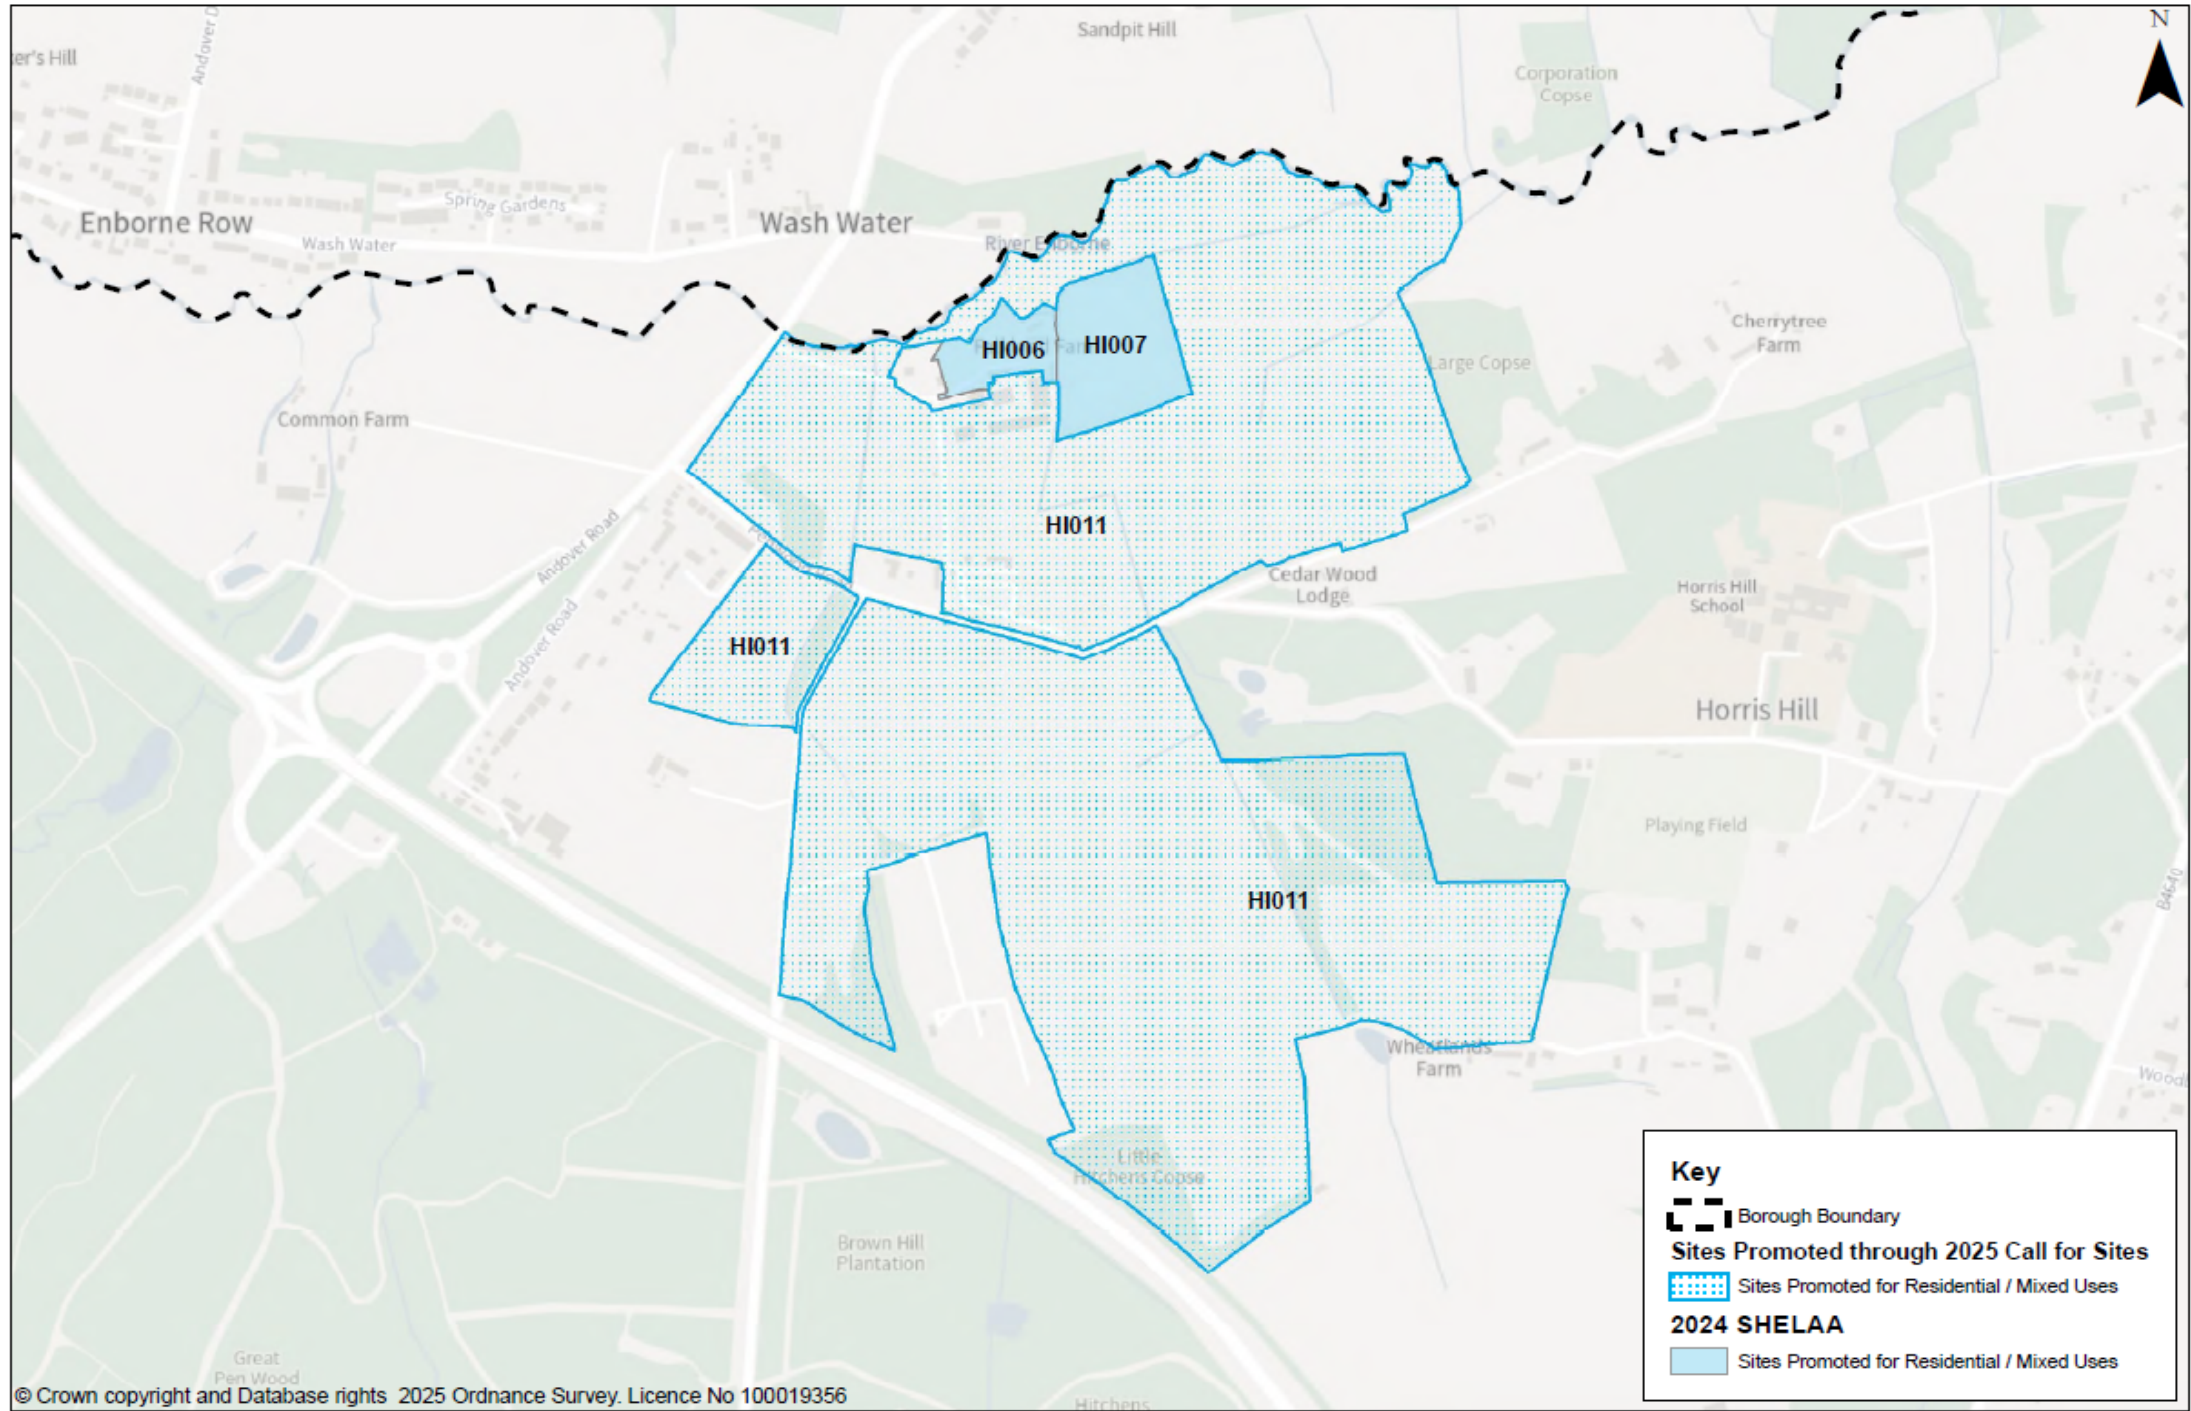 N
Sandpit Hill
er's Hill
Andover D
Corporation
Copse
Spring Gardens
Enborne Row
Wash Water
Wash Water
River Enborne
Cherrytree
Farm
HI006
HI007
Large Copse
Common Farm
HI011
Andover Road
Cedar Wood
Lodge
Horris Hill
School
Andover Road
HI011
Horris Hill
Playing Field
HI011
B4640
Wheatlands
Farm
Woodl
Little
Hitchens Copse
Brown Hill
Plantation
Great
Pen Wood
Hitchens
Key
Borough Boundary
Sites Promoted through 2025 Call for Sites
Sites Promoted for Residential / Mixed Uses
2024 SHELAA
Sites Promoted for Residential / Mixed Uses
© Crown copyright and Database rights 2025 Ordnance Survey. Licence No 100019356